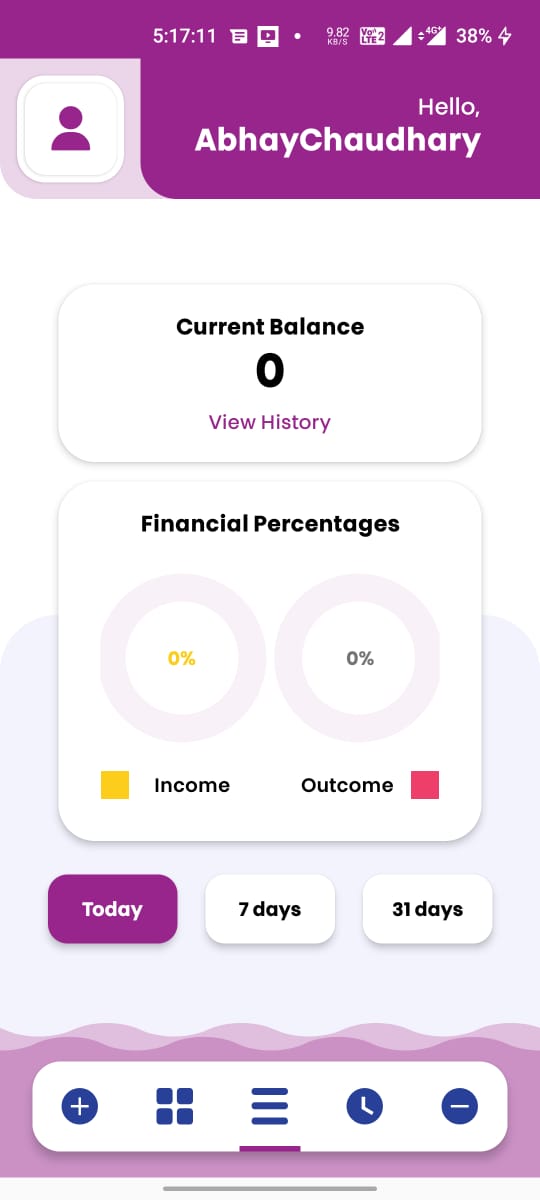 5:17:11
9.82
KB/S
Vo))
LTE 2
4G+
38%
Hello,
AbhayChaudhary
Current Balance
0
View History
Financial Percentages
0%
0%
Income
Outcome
Today
7 days
31 days